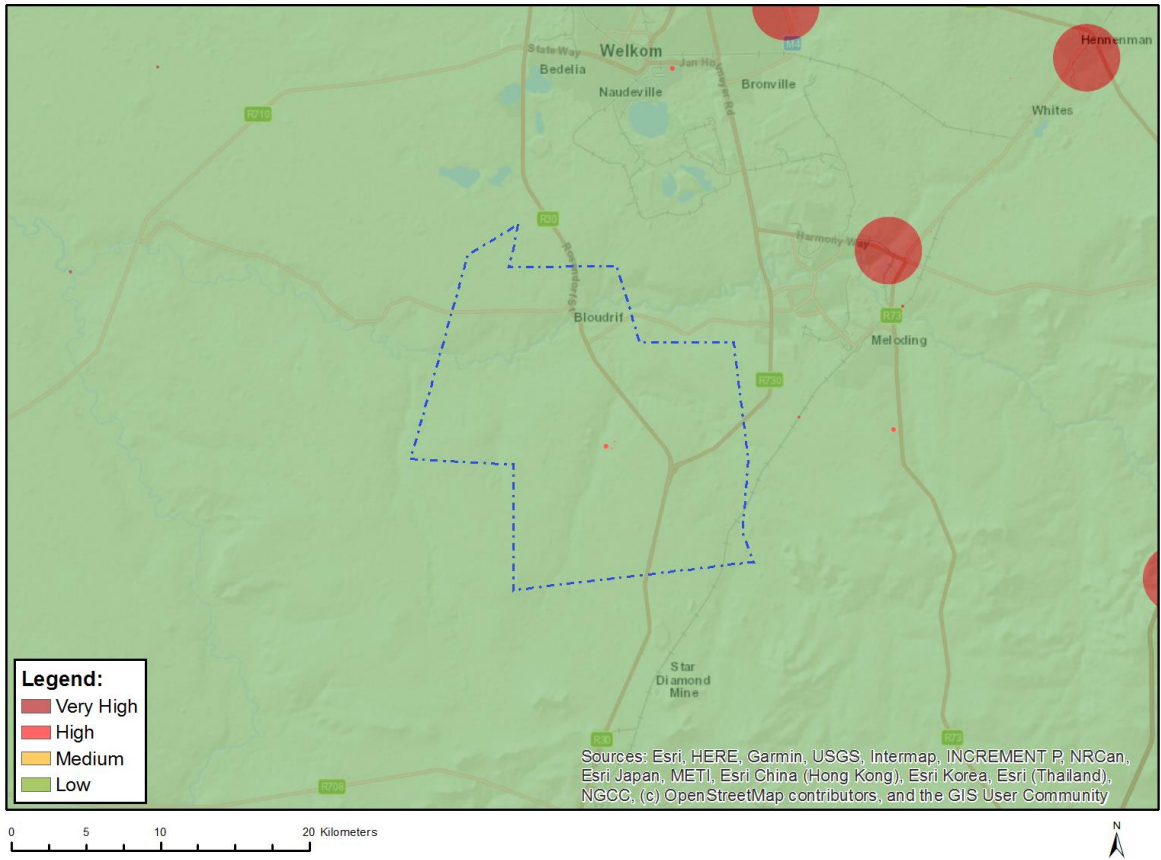 Welkom
State Way
Jan Ho meyer Rd
M4
Hennenman
Bedelia
Naudeville
Bronville
Whites
R710
R30
Harmony Way
Bloudrif
R73
Meloding
R730
Star
Diamond
Mine
R30
R73
R708
Legend:
Very High
High
Medium
Low
Sources: Esri, HERE, Garmin, USGS, Intermap, INCREMENT P, NRCan,
Esri Japan, METI, Esri China (Hong Kong), Esri Korea, Esri (Thailand),
NGCC, (c) OpenStreetMap contributors, and the GIS User Community
0 5 10 20 Kilometers
N